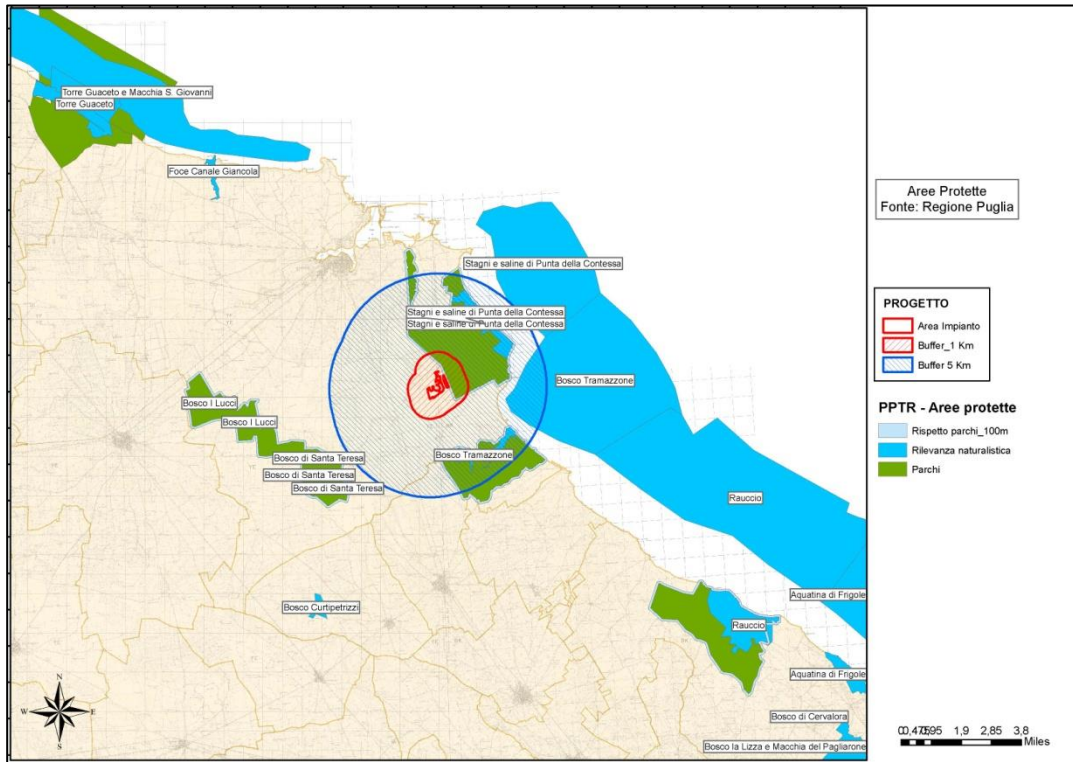 Torre Guaceto e Macchia S. Giovanni
Torre Guaceto
Foce Canale Giancola
Stagni e saline di Punta della Contessa
Stagni e saline di Punta della Contessa
Stagni e saline di Punta della Contessa
Bosco Tramazzone
Bosco I Lucci
Bosco I Lucci
Bosco di Santa Teresa
Bosco Tramazzone
Bosco di Santa Teresa
Bosco di Santa Teresa
Rauccio
Bosco Curtipetrizzi
Aquatina di Frigole
Rauccio
Aquatina di Frigole
Bosco di Cervalora
Bosco la Lizza e Macchia del Pagliarone
N
W E
S
Aree Protette
Fonte: Regione Puglia
PROGETTO
Area Impianto
Buffer_1 Km
Buffer 5 Km
PPTR - Aree protette
Rispetto parchi_100m
Rilevanza naturalistica
Parchi
1,9 2,85 3,8
Miles